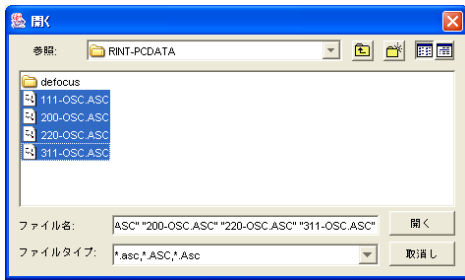 開く
参照: RINT-PCDATA
defocus
111-OSC.ASC
200-OSC.ASC
220-OSC.ASC
311-OSC.ASC
ファイル名: ASC" "200-OSC.ASC" "220-OSC.ASC" "311-OSC.ASC" 開く
ファイルタイプ: *.asc,*.ASC,*.Asc 取消し